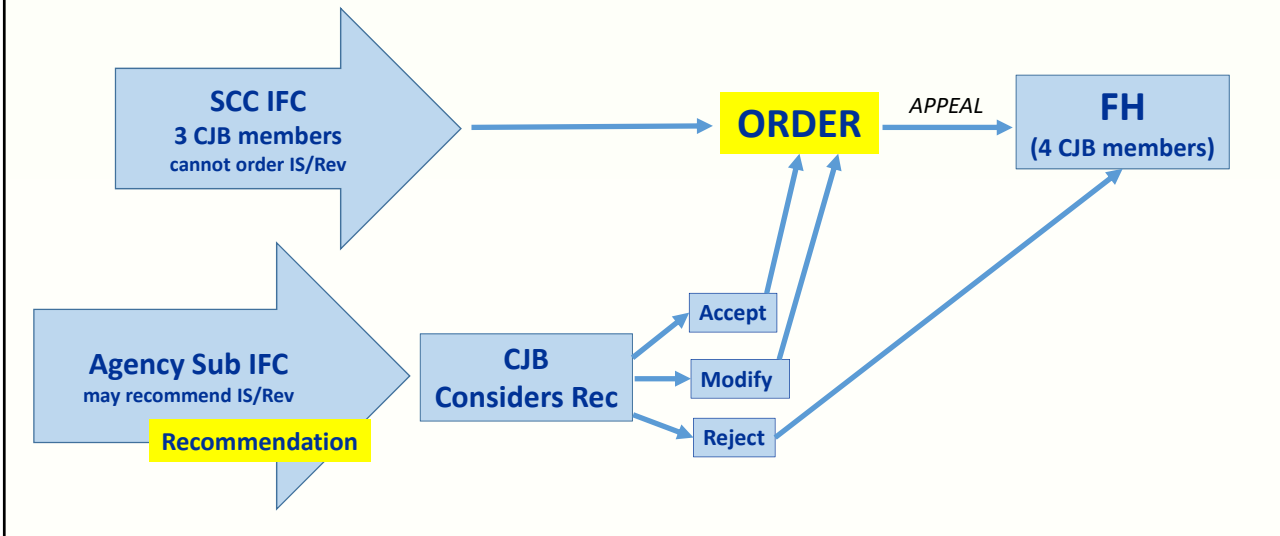 SCC IFC
3 CJB members
cannot order IS/Rev
ORDER
APPEAL
FH
(4 CJB members)
Agency Sub IFC
may recommend IS/Rev
Recommendation
CJB
Considers Rec
Accept
Modify
Reject